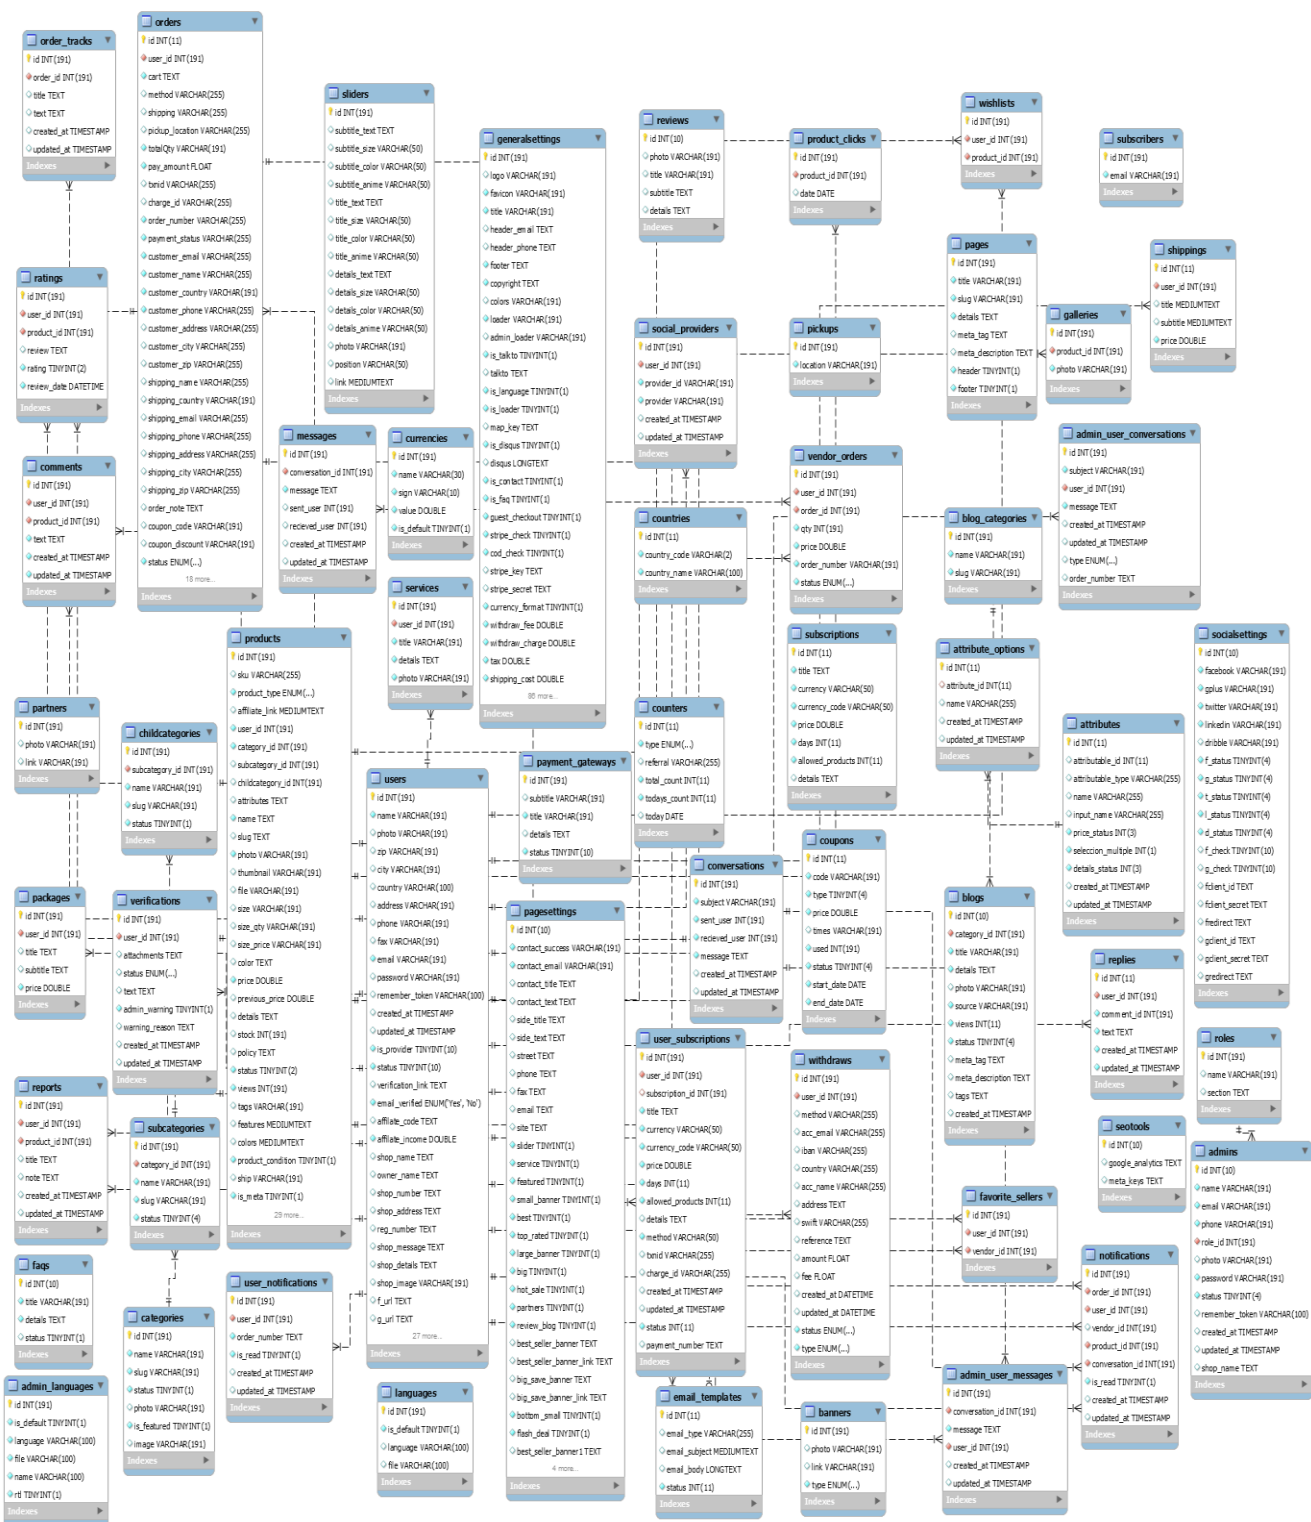 order_tracks
id INT(191)
order_id INT(191)
title TEXT
text TEXT
created_at TIMESTAMP
updated_at TIMESTAMP
Indexes
orders
id INT(11)
user_id INT(191)
cart TEXT
method VARCHAR(255)
shipping VARCHAR(255)
pickup_location VARCHAR(255)
totalQty VARCHAR(191)
pay_amount FLOAT
txnid VARCHAR(255)
charge_id VARCHAR(255)
order_number VARCHAR(255)
payment_status VARCHAR(255)
customer_email VARCHAR(255)
customer_name VARCHAR(255)
customer_country VARCHAR(191)
customer_phone VARCHAR(255)
customer_address VARCHAR(255)
customer_city VARCHAR(255)
customer_zip VARCHAR(255)
shipping_name VARCHAR(255)
shipping_country VARCHAR(191)
shipping_email VARCHAR(255)
shipping_phone VARCHAR(255)
shipping_address VARCHAR(255)
shipping_city VARCHAR(255)
shipping_zip VARCHAR(255)
order_note TEXT
coupon_code VARCHAR(191)
coupon_discount VARCHAR(191)
status ENUM(...)
18 more...
Indexes
sliders
id INT(191)
subtitle_text TEXT
subtitle_size VARCHAR(50)
subtitle_color VARCHAR(50)
subtitle_anime VARCHAR(50)
title_text TEXT
title_size VARCHAR(50)
title_color VARCHAR(50)
title_anime VARCHAR(50)
details_text TEXT
details_size VARCHAR(50)
details_color VARCHAR(50)
details_anime VARCHAR(50)
photo VARCHAR(191)
position VARCHAR(50)
link MEDIUMTEXT
Indexes
generalsettings
id INT(191)
logo VARCHAR(191)
favicon VARCHAR(191)
title VARCHAR(191)
header_email TEXT
header_phone TEXT
footer TEXT
copyright TEXT
colors VARCHAR(191)
loader VARCHAR(191)
admin_loader VARCHAR(191)
is_talkto TINYINT(1)
talkto TEXT
is_language TINYINT(1)
is_loader TINYINT(1)
map_key TEXT
is_disqus TINYINT(1)
disqus LONGTEXT
is_contact TINYINT(1)
is_faq TINYINT(1)
guest_checkout TINYINT(1)
stripe_check TINYINT(1)
cod_check TINYINT(1)
stripe_key TEXT
stripe_secret TEXT
currency_format TINYINT(1)
withdraw_fee DOUBLE
withdraw_charge DOUBLE
tax DOUBLE
shipping_cost DOUBLE
86 more...
Indexes
reviews
id INT(10)
photo VARCHAR(191)
title VARCHAR(191)
subtitle TEXT
details TEXT
Indexes
product_clicks
id INT(191)
product_id INT(191)
date DATE
Indexes
wishlists
id INT(191)
user_id INT(191)
product_id INT(191)
Indexes
subscribers
id INT(191)
email VARCHAR(191)
Indexes
pages
id INT(191)
title VARCHAR(191)
slug VARCHAR(191)
details TEXT
meta_tag TEXT
meta_description TEXT
header TINYINT(1)
footer TINYINT(1)
Indexes
shippings
id INT(11)
user_id INT(191)
title MEDIUMTEXT
subtitle MEDIUMTEXT
price DOUBLE
Indexes
galleries
id INT(191)
product_id INT(191)
photo VARCHAR(191)
Indexes
ratings
id INT(191)
user_id INT(191)
product_id INT(191)
review TEXT
rating TINYINT(2)
review_date DATETIME
Indexes
social_providers
id INT(191)
user_id INT(191)
provider_id VARCHAR(191)
provider VARCHAR(191)
created_at TIMESTAMP
updated_at TIMESTAMP
Indexes
pickups
id INT(191)
location VARCHAR(191)
Indexes
comments
id INT(191)
user_id INT(191)
product_id INT(191)
text TEXT
created_at TIMESTAMP
updated_at TIMESTAMP
Indexes
messages
id INT(191)
conversation_id INT(191)
message TEXT
sent_user INT(191)
recieved_user INT(191)
created_at TIMESTAMP
updated_at TIMESTAMP
Indexes
currencies
id INT(191)
name VARCHAR(30)
sign VARCHAR(10)
value DOUBLE
is_default TINYINT(1)
Indexes
vendor_orders
id INT(191)
user_id INT(191)
order_id INT(191)
qty INT(191)
price DOUBLE
order_number VARCHAR(191)
status ENUM(...)
Indexes
admin_user_conversations
id INT(191)
subject VARCHAR(191)
user_id INT(191)
message TEXT
created_at TIMESTAMP
updated_at TIMESTAMP
type ENUM(...)
order_number TEXT
Indexes
countries
id INT(11)
country_code VARCHAR(2)
country_name VARCHAR(100)
Indexes
blog_categories
id INT(191)
name VARCHAR(191)
slug VARCHAR(191)
Indexes
services
id INT(191)
user_id INT(191)
title VARCHAR(191)
details TEXT
photo VARCHAR(191)
Indexes
products
id INT(191)
sku VARCHAR(255)
product_type ENUM(...)
affiliate_link MEDIUMTEXT
user_id INT(191)
category_id INT(191)
subcategory_id INT(191)
childcategory_id INT(191)
attributes TEXT
name TEXT
slug TEXT
photo VARCHAR(191)
thumbnail VARCHAR(191)
file VARCHAR(191)
size VARCHAR(191)
size_qty VARCHAR(191)
size_price VARCHAR(191)
color TEXT
price DOUBLE
previous_price DOUBLE
details TEXT
stock INT(191)
policy TEXT
status TINYINT(2)
views INT(191)
tags VARCHAR(191)
features MEDIUMTEXT
colors MEDIUMTEXT
product_condition TINYINT(1)
ship VARCHAR(191)
is_meta TINYINT(1)
29 more...
Indexes
subscriptions
id INT(11)
title TEXT
currency VARCHAR(50)
currency_code VARCHAR(50)
price DOUBLE
days INT(11)
allowed_products INT(11)
details TEXT
Indexes
attribute_options
id INT(11)
attribute_id INT(11)
name VARCHAR(255)
created_at TIMESTAMP
updated_at TIMESTAMP
Indexes
socialsettings
id INT(10)
facebook VARCHAR(191)
gplus VARCHAR(191)
twitter VARCHAR(191)
linkedin VARCHAR(191)
dribble VARCHAR(191)
f_status TINYINT(4)
g_status TINYINT(4)
t_status TINYINT(4)
l_status TINYINT(4)
d_status TINYINT(4)
f_check TINYINT(10)
g_check TINYINT(10)
fclient_id TEXT
fclient_secret TEXT
fredirect TEXT
gclient_id TEXT
gclient_secret TEXT
gredirect TEXT
Indexes
partners
id INT(191)
photo VARCHAR(191)
link VARCHAR(191)
Indexes
childcategories
id INT(191)
subcategory_id INT(191)
name VARCHAR(191)
slug VARCHAR(191)
status TINYINT(1)
Indexes
counters
id INT(11)
type ENUM(...)
referral VARCHAR(255)
total_count INT(11)
todays_count INT(11)
today DATE
Indexes
attributes
id INT(11)
attributable_id INT(11)
attributable_type VARCHAR(255)
name VARCHAR(255)
input_name VARCHAR(255)
price_status INT(3)
seleccion_multiple INT(1)
details_status INT(3)
created_at TIMESTAMP
updated_at TIMESTAMP
Indexes
payment_gateways
id INT(191)
subtitle VARCHAR(191)
title VARCHAR(191)
details TEXT
status TINYINT(10)
Indexes
users
id INT(191)
name VARCHAR(191)
photo VARCHAR(191)
zip VARCHAR(191)
city VARCHAR(191)
country VARCHAR(100)
address VARCHAR(191)
phone VARCHAR(191)
fax VARCHAR(191)
email VARCHAR(191)
password VARCHAR(191)
remember_token VARCHAR(100)
created_at TIMESTAMP
updated_at TIMESTAMP
is_provider TINYINT(10)
status TINYINT(10)
verification_link TEXT
email_verified ENUM('Yes', 'No')
affilate_code TEXT
affilate_income DOUBLE
shop_name TEXT
owner_name TEXT
shop_number TEXT
shop_address TEXT
reg_number TEXT
shop_message TEXT
shop_details TEXT
shop_image VARCHAR(191)
f_url TEXT
g_url TEXT
27 more...
Indexes
coupons
id INT(11)
code VARCHAR(191)
type TINYINT(4)
price DOUBLE
times VARCHAR(191)
used INT(191)
status TINYINT(4)
start_date DATE
end_date DATE
Indexes
conversations
id INT(191)
subject VARCHAR(191)
sent_user INT(191)
recieved_user INT(191)
message TEXT
created_at TIMESTAMP
updated_at TIMESTAMP
Indexes
packages
id INT(191)
user_id INT(191)
title TEXT
subtitle TEXT
price DOUBLE
Indexes
verifications
id INT(191)
user_id INT(191)
attachments TEXT
status ENUM(...)
text TEXT
admin_warning TINYINT(1)
warning_reason TEXT
created_at TIMESTAMP
updated_at TIMESTAMP
Indexes
pagesettings
id INT(10)
contact_success VARCHAR(191)
contact_email VARCHAR(191)
contact_title TEXT
contact_text TEXT
side_title TEXT
side_text TEXT
street TEXT
phone TEXT
fax TEXT
email TEXT
site TEXT
slider TINYINT(1)
service TINYINT(1)
featured TINYINT(1)
small_banner TINYINT(1)
best TINYINT(1)
top_rated TINYINT(1)
large_banner TINYINT(1)
big TINYINT(1)
hot_sale TINYINT(1)
partners TINYINT(1)
review_blog TINYINT(1)
best_seller_banner TEXT
best_seller_banner_link TEXT
big_save_banner TEXT
big_save_banner_link TEXT
bottom_small TINYINT(1)
flash_deal TINYINT(1)
best_seller_banner1 TEXT
4 more...
Indexes
blogs
id INT(10)
category_id INT(191)
title VARCHAR(191)
details TEXT
photo VARCHAR(191)
source VARCHAR(191)
views INT(11)
status TINYINT(4)
meta_tag TEXT
meta_description TEXT
tags TEXT
created_at TIMESTAMP
Indexes
replies
id INT(11)
user_id INT(191)
comment_id INT(191)
text TEXT
created_at TIMESTAMP
updated_at TIMESTAMP
Indexes
user_subscriptions
id INT(191)
user_id INT(191)
subscription_id INT(191)
title TEXT
currency VARCHAR(50)
currency_code VARCHAR(50)
price DOUBLE
days INT(11)
allowed_products INT(11)
details TEXT
method VARCHAR(50)
txnid VARCHAR(255)
charge_id VARCHAR(255)
created_at TIMESTAMP
updated_at TIMESTAMP
status INT(11)
payment_number TEXT
Indexes
withdraws
id INT(191)
user_id INT(191)
method VARCHAR(255)
acc_email VARCHAR(255)
iban VARCHAR(255)
country VARCHAR(255)
acc_name VARCHAR(255)
address TEXT
swift VARCHAR(255)
reference TEXT
amount FLOAT
fee FLOAT
created_at DATETIME
updated_at DATETIME
status ENUM(...)
type ENUM(...)
Indexes
roles
id INT(191)
name VARCHAR(191)
section TEXT
Indexes
reports
id INT(191)
user_id INT(191)
product_id INT(191)
title TEXT
note TEXT
created_at TIMESTAMP
updated_at TIMESTAMP
Indexes
subcategories
id INT(191)
category_id INT(191)
name VARCHAR(191)
slug VARCHAR(191)
status TINYINT(4)
Indexes
seotools
id INT(10)
google_analytics TEXT
meta_keys TEXT
Indexes
admins
id INT(10)
name VARCHAR(191)
email VARCHAR(191)
phone VARCHAR(191)
role_id INT(191)
photo VARCHAR(191)
password VARCHAR(191)
status TINYINT(4)
remember_token VARCHAR(100)
created_at TIMESTAMP
updated_at TIMESTAMP
shop_name TEXT
Indexes
favorite_sellers
id INT(191)
user_id INT(191)
vendor_id INT(191)
Indexes
notifications
id INT(191)
order_id INT(191)
user_id INT(191)
vendor_id INT(191)
product_id INT(191)
conversation_id INT(191)
is_read TINYINT(1)
created_at TIMESTAMP
updated_at TIMESTAMP
Indexes
faqs
id INT(10)
title VARCHAR(191)
details TEXT
status TINYINT(1)
Indexes
user_notifications
id INT(191)
user_id INT(191)
order_number TEXT
is_read TINYINT(1)
created_at TIMESTAMP
updated_at TIMESTAMP
Indexes
categories
id INT(191)
name VARCHAR(191)
slug VARCHAR(191)
status TINYINT(1)
photo VARCHAR(191)
is_featured TINYINT(1)
image VARCHAR(191)
Indexes
admin_languages
id INT(191)
is_default TINYINT(1)
language VARCHAR(100)
file VARCHAR(100)
name VARCHAR(100)
rtl TINYINT(1)
Indexes
languages
id INT(191)
is_default TINYINT(1)
language VARCHAR(100)
file VARCHAR(100)
Indexes
email_templates
id INT(11)
email_type VARCHAR(255)
email_subject MEDIUMTEXT
email_body LONGTEXT
status INT(11)
Indexes
banners
id INT(191)
photo VARCHAR(191)
link VARCHAR(191)
type ENUM(...)
Indexes
admin_user_messages
id INT(191)
conversation_id INT(191)
message TEXT
user_id INT(191)
created_at TIMESTAMP
updated_at TIMESTAMP
Indexes